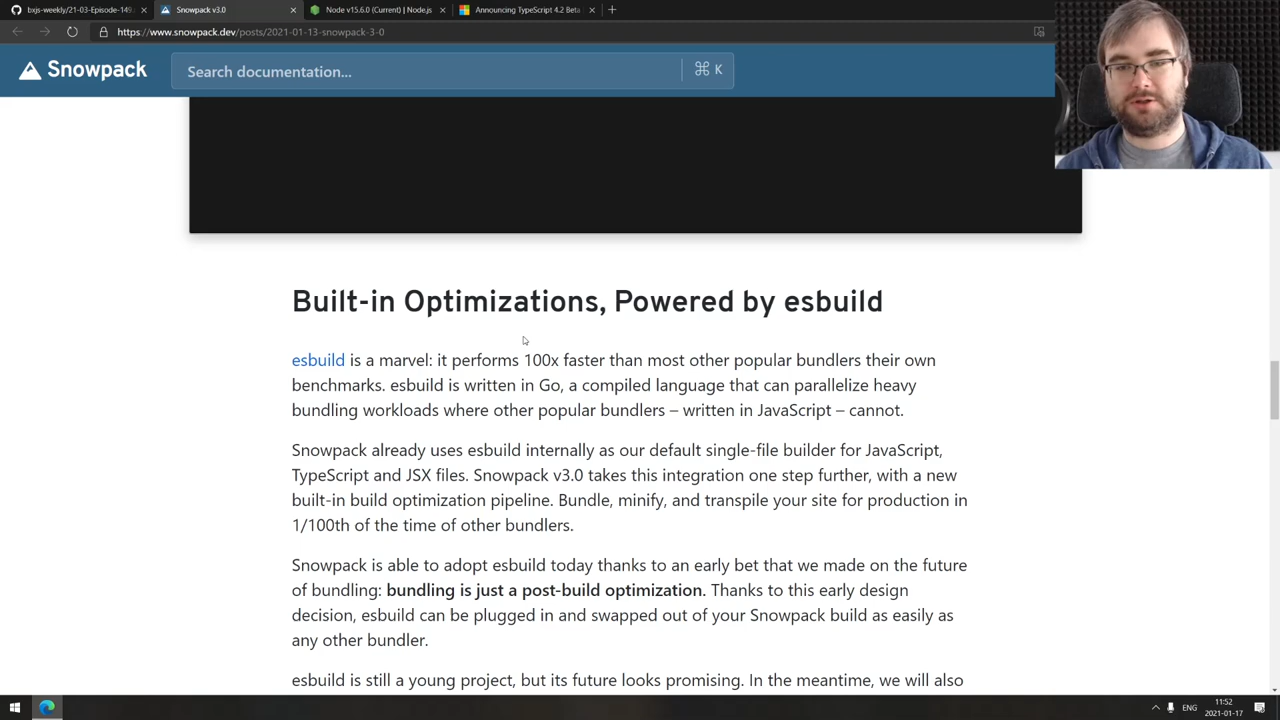 bxjs-weekly/21-03-Episode-149.
Snowpack v3.0
Node v15.6.0 (Current) | Node.js
Announcing TypeScript 4.2 Beta
https://www.snowpack.dev/posts/2021-01-13-snowpack-3-0
Snowpack
Search documentation...
⌘ K
Built-in Optimizations, Powered by esbuild
esbuild is a marvel: it performs 100x faster than most other popular bundlers their own
benchmarks. esbuild is written in Go, a compiled language that can parallelize heavy
bundling workloads where other popular bundlers – written in JavaScript – cannot.
Snowpack already uses esbuild internally as our default single-file builder for JavaScript,
TypeScript and JSX files. Snowpack v3.0 takes this integration one step further, with a new
built-in build optimization pipeline. Bundle, minify, and transpile your site for production in
1/100th of the time of other bundlers.
Snowpack is able to adopt esbuild today thanks to an early bet that we made on the future
of bundling: bundling is just a post-build optimization. Thanks to this early design
decision, esbuild can be plugged in and swapped out of your Snowpack build as easily as
any other bundler.
esbuild is still a young project, but its future looks promising. In the meantime, we will also
ENG
11:52
2021-01-17